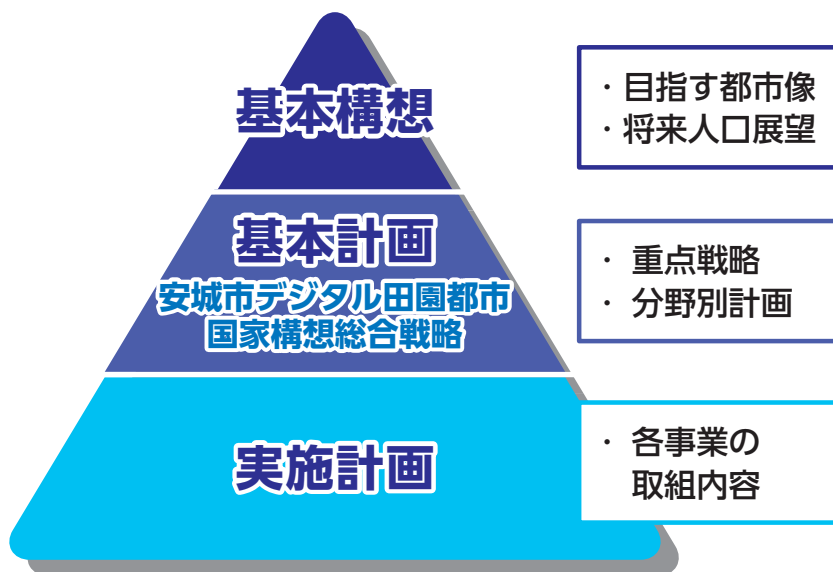 基本構想
・目指す都市像
・将来人口展望
基本計画
安城市デジタル田園都市
国家構想総合戦略
・ 重点戦略
・ 分野別計画
実施計画
・ 各事業の
取組内容